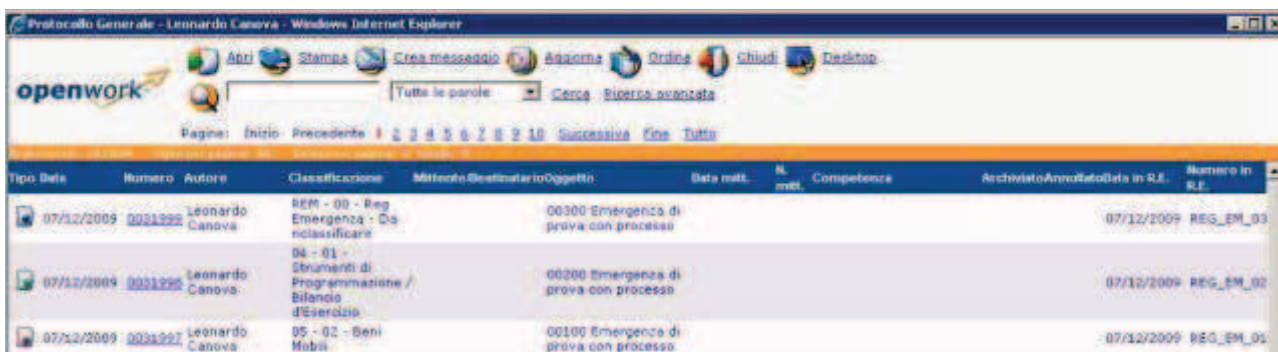 Protocollo Generale - Leonardo Canova - Windows Internet Explorer
Apri Stampa Crea messaggio Aggiorna Ordina Chiudi Desktop
openwork
Tutte le parole Cerca Ricerca avanzata
Pagine: Inizio Precedente 1 2 3 4 5 6 7 8 9 10 Successiva Fine Tutto
Tipo Data Numero Autore Classificazione Mittente/Destinatario Oggetto Data mitt. N. mitt. Competenza Archiviato Annullato Data in R.E. Numero in R.E.
07/12/2009 0031999 Leonardo Canova REM - 00 - Reg Emergenza - Da riclassificare 00300 Emergenza di prova con processo 07/12/2009 REG_EM_03
07/12/2009 0031998 Leonardo Canova 04 - 01 - Strumenti di Programmazione / Bilancio d'Esercizio 00200 Emergenza di prova con processo 07/12/2009 REG_EM_02
07/12/2009 0031997 Leonardo Canova 05 - 02 - Beni Mobili 00100 Emergenza di prova con processo 07/12/2009 REG_EM_01